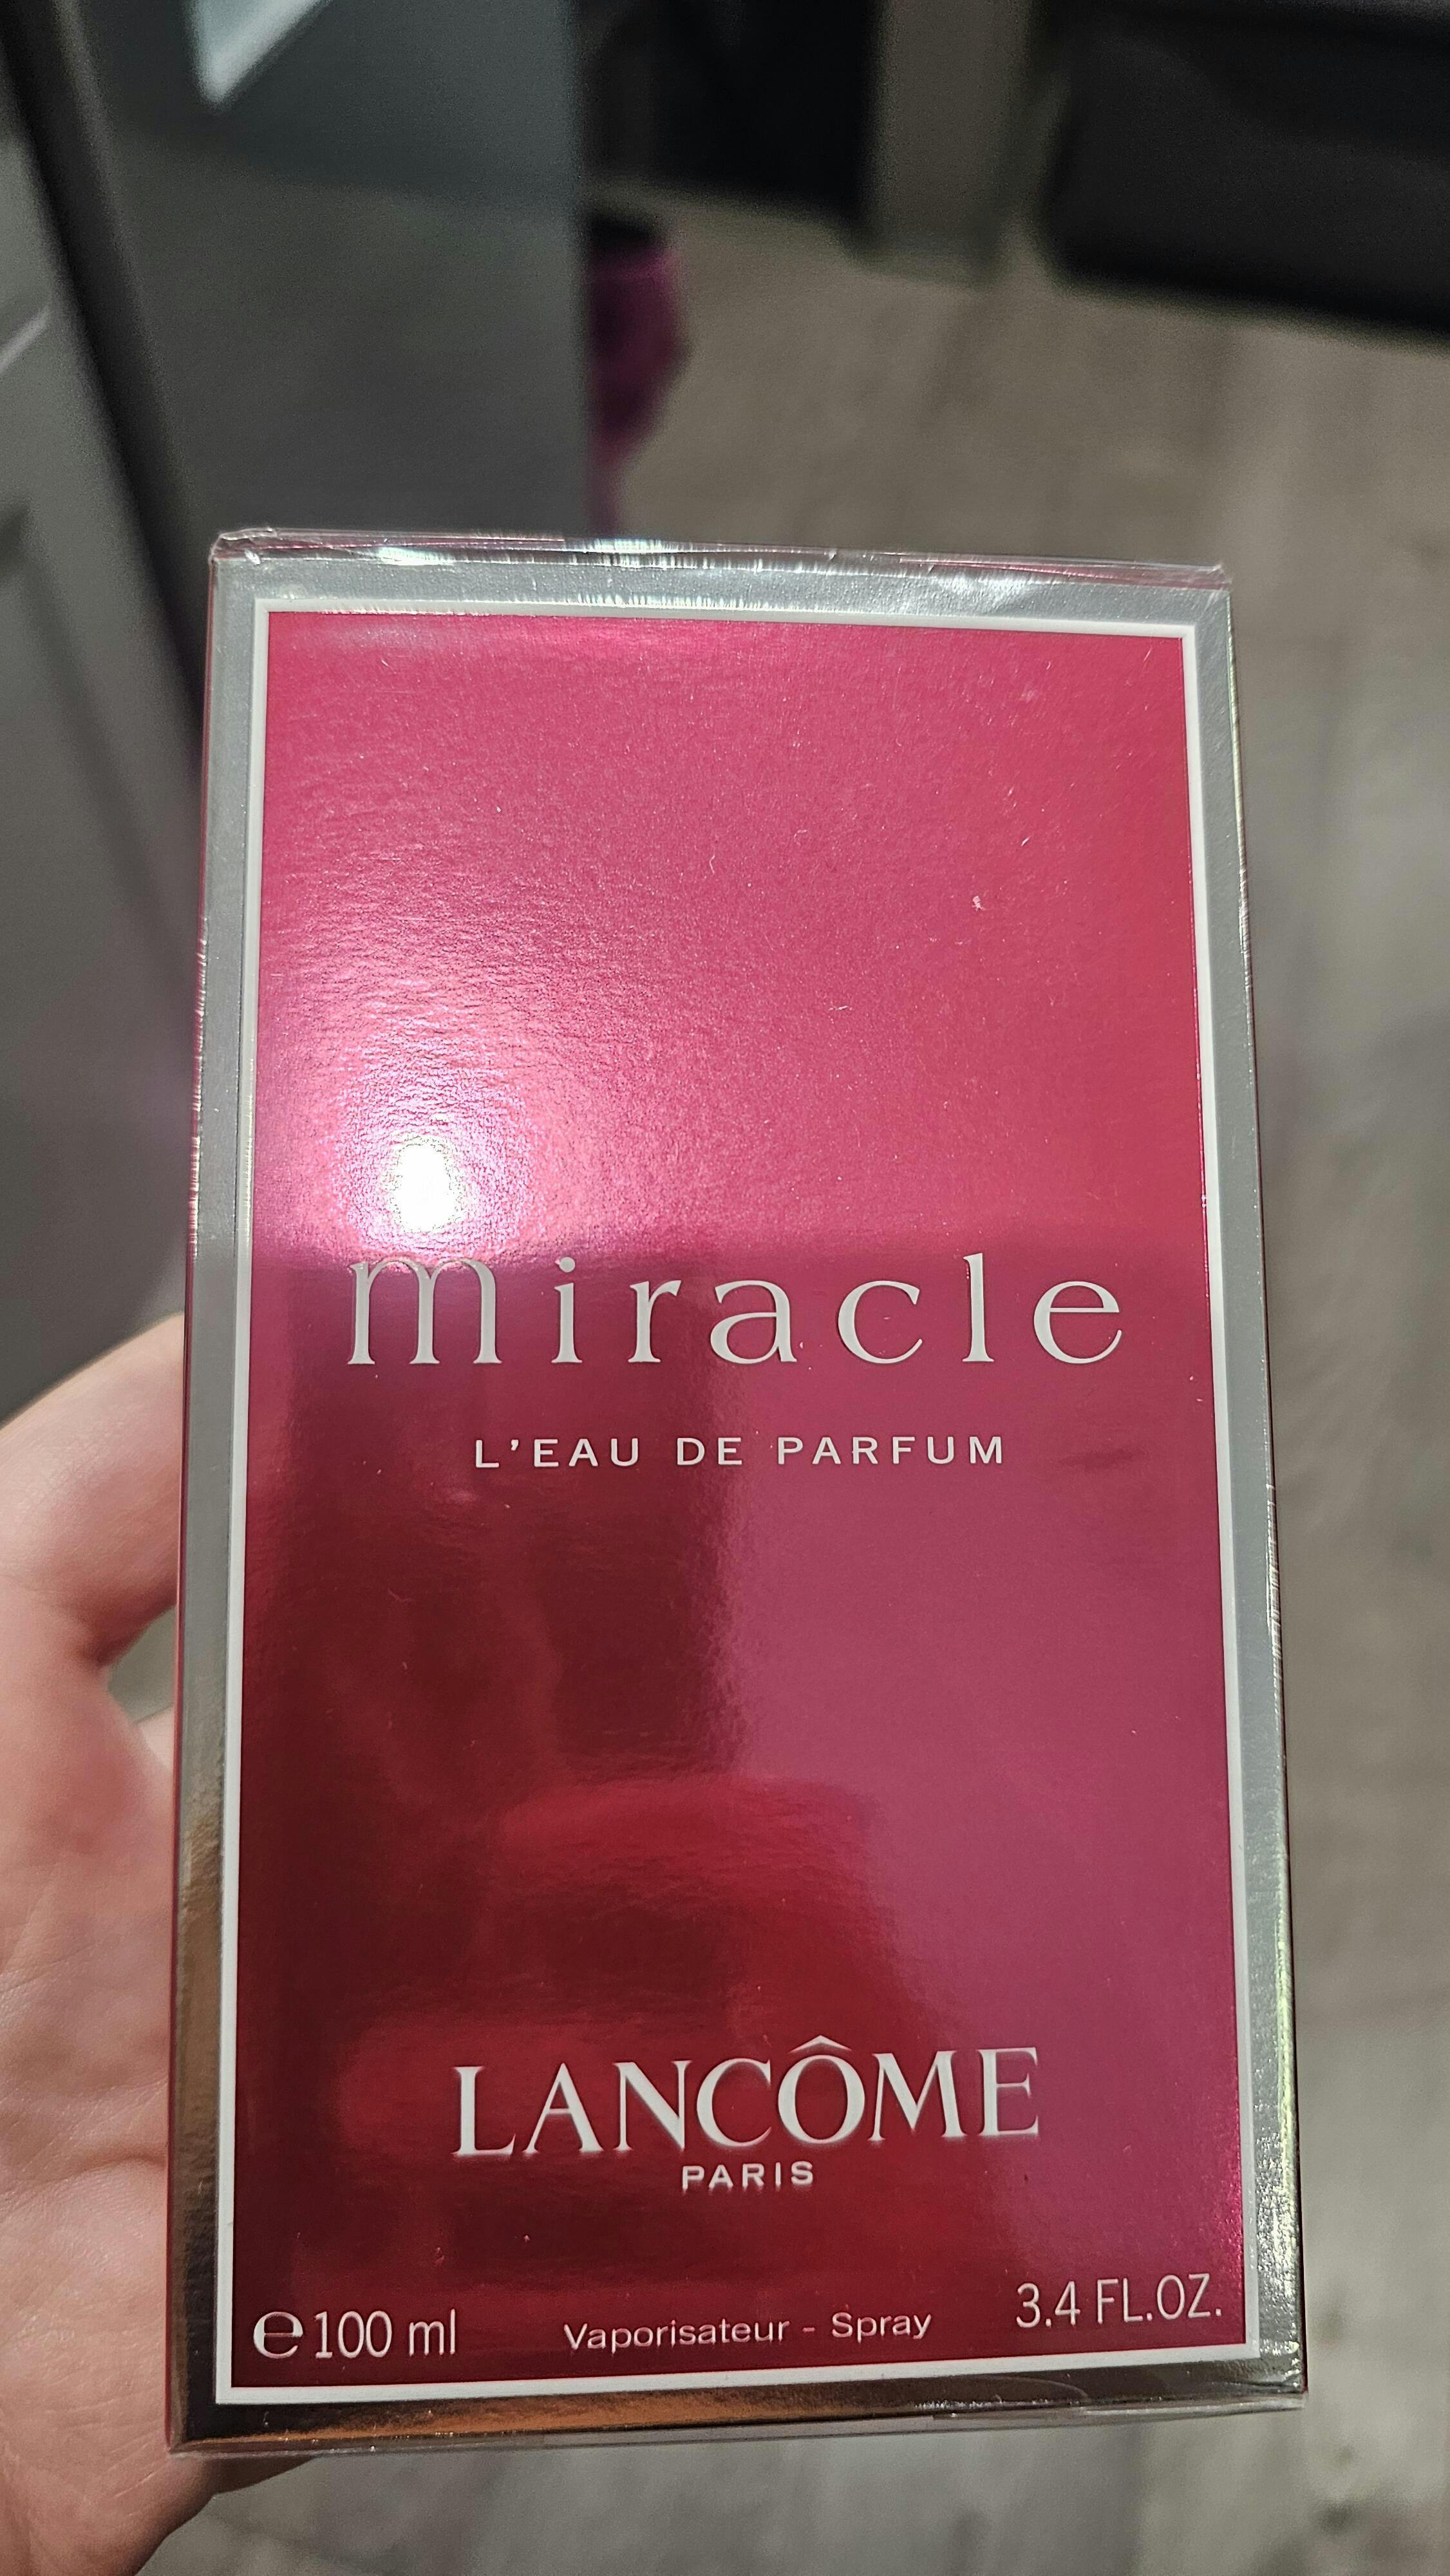 miracle
L'EAU DE PARFUM
LANCÔME
PARIS
℮100 ml Vaporisateur - Spray 3.4 FL.OZ.